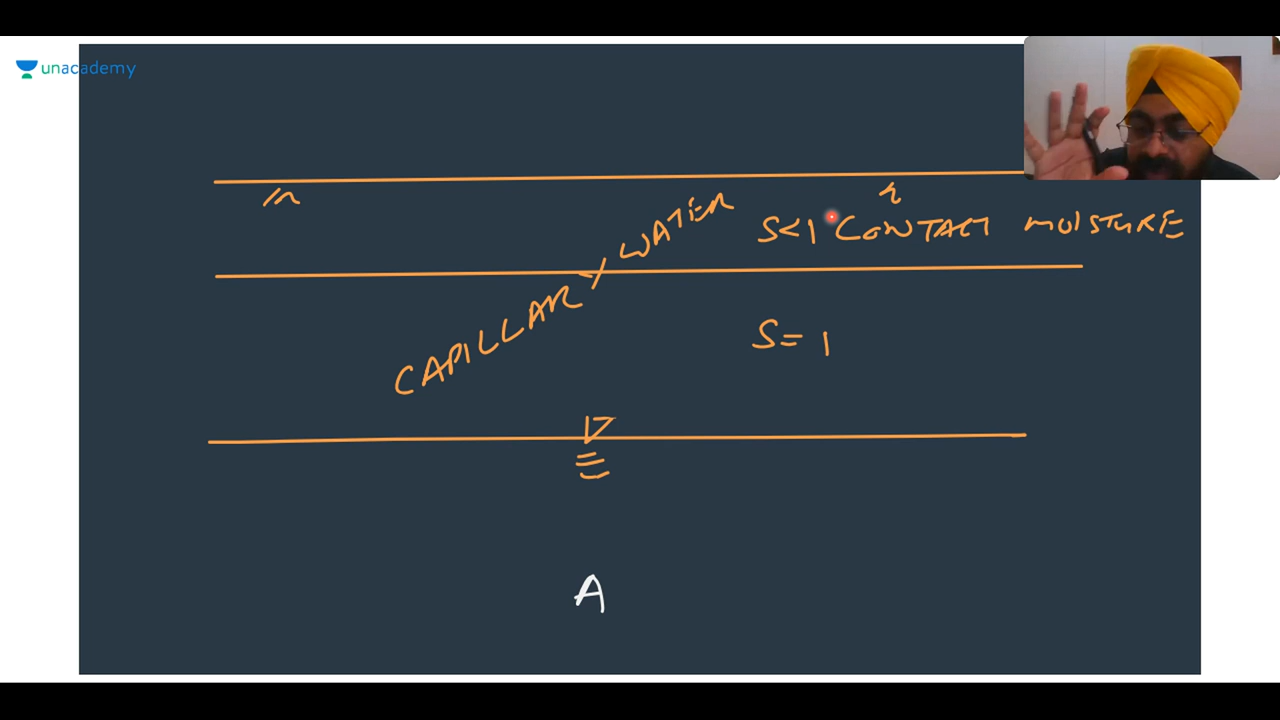 unacademy
CAPILLARY WATER
S<1 CONTACT MOISTURE
S = 1
A